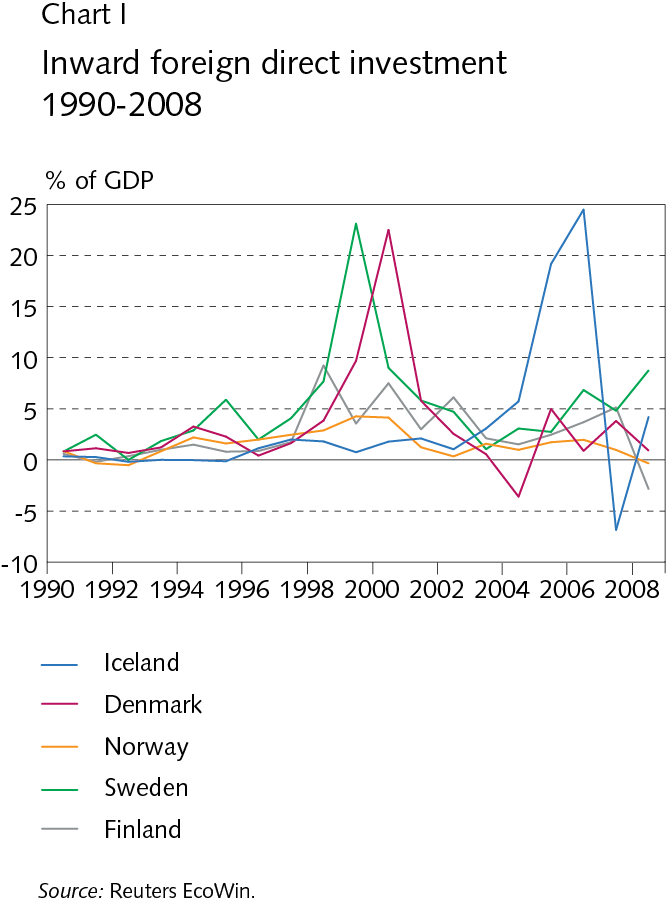 Chart I
Inward foreign direct investment
1990-2008
% of GDP
25
20
15
10
5
0
-5
-10
1990 1992 1994 1996 1998 2000 2002 2004 2006 2008
Iceland
Denmark
Norway
Sweden
Finland
Source: Reuters EcoWin.